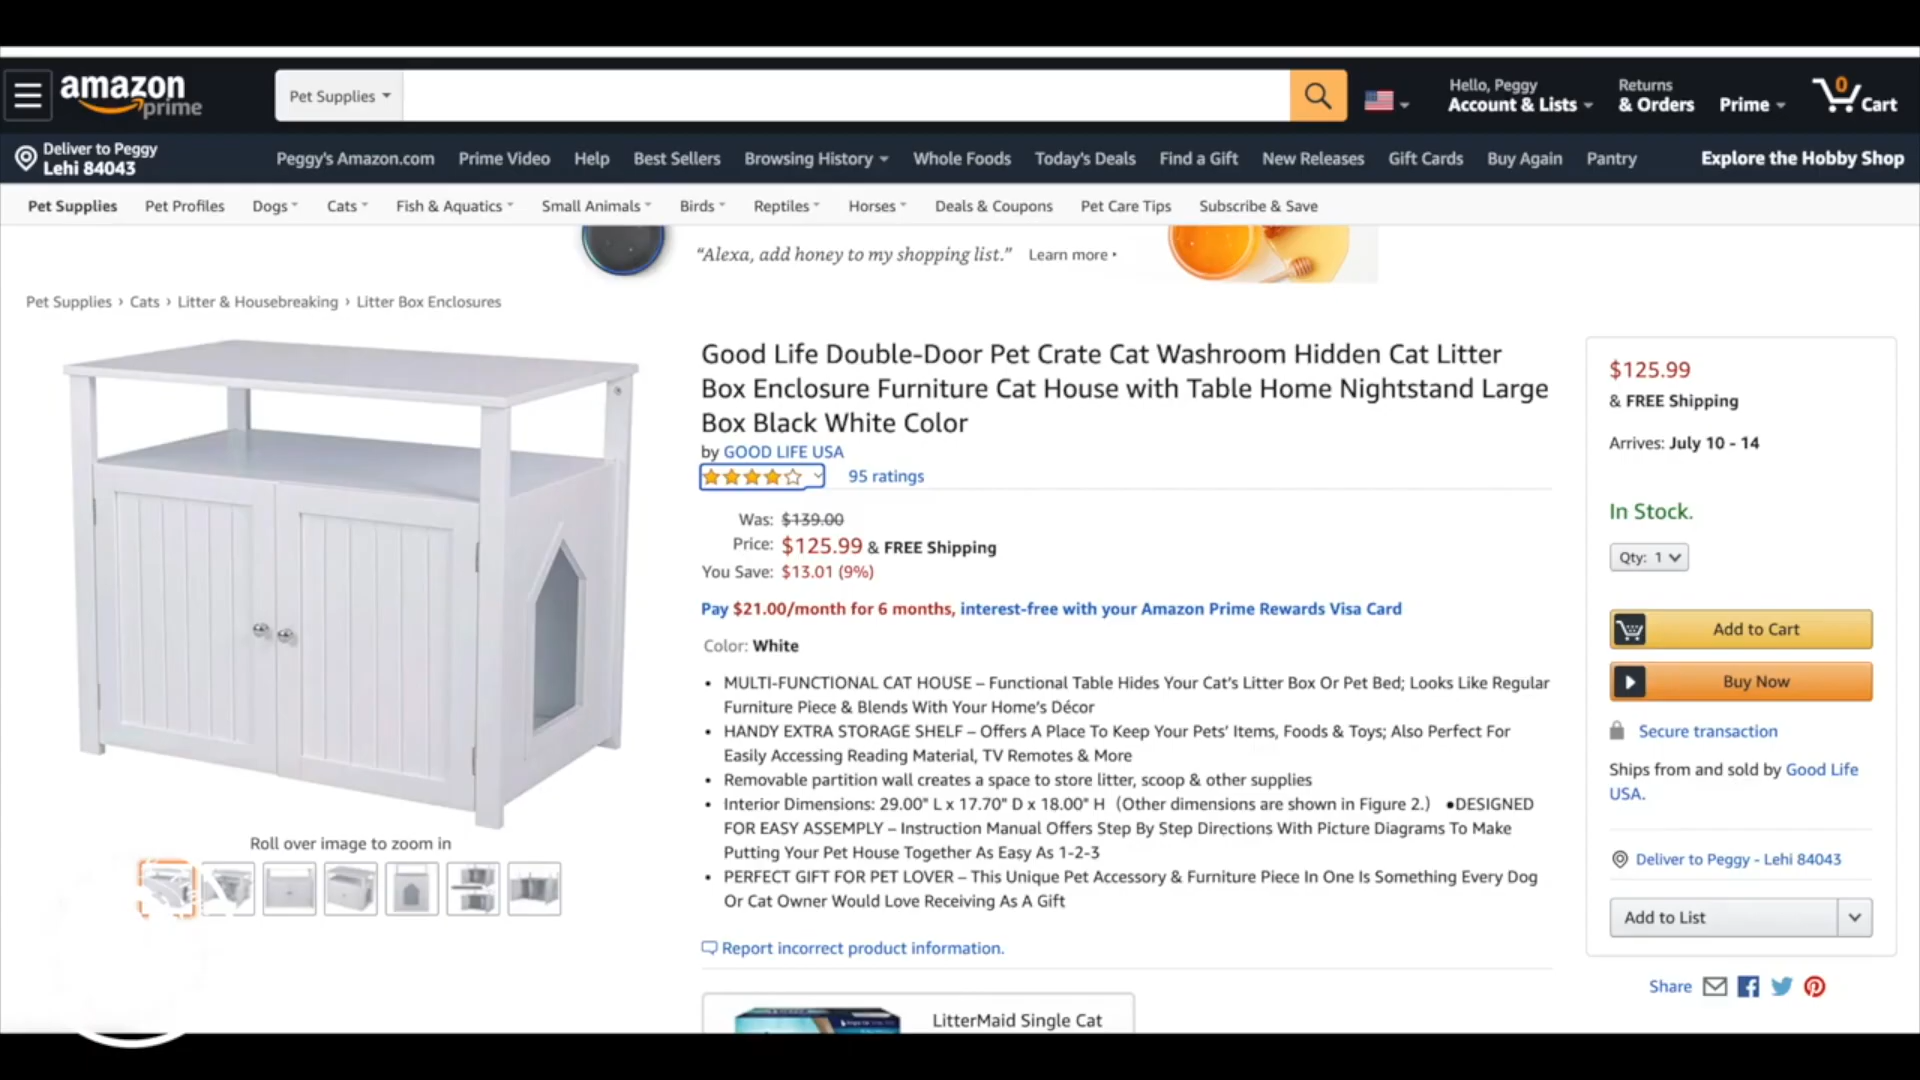 amazon prime
Pet Supplies
Hello, Peggy
Account & Lists
Returns
& Orders
Prime
0
Cart
Deliver to Peggy
Lehi 84043
Peggy's Amazon.com
Prime Video
Help
Best Sellers
Browsing History
Whole Foods
Today's Deals
Find a Gift
New Releases
Gift Cards
Buy Again
Pantry
Explore the Hobby Shop
Pet Supplies
Pet Profiles
Dogs
Cats
Fish & Aquatics
Small Animals
Birds
Reptiles
Horses
Deals & Coupons
Pet Care Tips
Subscribe & Save
“Alexa, add honey to my shopping list.” Learn more
Pet Supplies › Cats › Litter & Housebreaking › Litter Box Enclosures
Roll over image to zoom in
Good Life Double-Door Pet Crate Cat Washroom Hidden Cat Litter
Box Enclosure Furniture Cat House with Table Home Nightstand Large
Box Black White Color
by GOOD LIFE USA
95 ratings
Was: $139.00
Price: $125.99 & FREE Shipping
You Save: $13.01 (9%)
Pay $21.00/month for 6 months, interest-free with your Amazon Prime Rewards Visa Card
Color: White
• MULTI-FUNCTIONAL CAT HOUSE – Functional Table Hides Your Cat’s Litter Box Or Pet Bed; Looks Like Regular
Furniture Piece & Blends With Your Home’s Décor
• HANDY EXTRA STORAGE SHELF – Offers A Place To Keep Your Pets’ Items, Foods & Toys; Also Perfect For
Easily Accessing Reading Material, TV Remotes & More
• Removable partition wall creates a space to store litter, scoop & other supplies
• Interior Dimensions: 29.00" L x 17.70" D x 18.00" H（Other dimensions are shown in Figure 2.） ●DESIGNED
FOR EASY ASSEMPLY – Instruction Manual Offers Step By Step Directions With Picture Diagrams To Make
Putting Your Pet House Together As Easy As 1-2-3
• PERFECT GIFT FOR PET LOVER – This Unique Pet Accessory & Furniture Piece In One Is Something Every Dog
Or Cat Owner Would Love Receiving As A Gift
Report incorrect product information.
LitterMaid Single Cat
$125.99
& FREE Shipping
Arrives: July 10 - 14
In Stock.
Qty: 1
Add to Cart
Buy Now
Secure transaction
Ships from and sold by Good Life
USA.
Deliver to Peggy - Lehi 84043
Add to List
Share